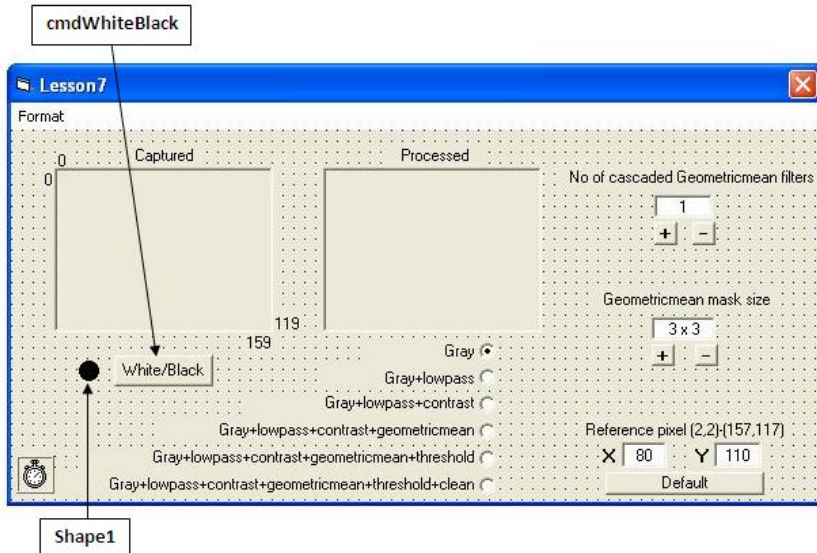 cmdWhiteBlack
Lesson7
Format
Captured
Processed
0
0
119
159
No of cascaded Geometricmean filters
1
+ -
Geometricmean mask size
3 x 3
+ -
White/Black
Gray
Gray+lowpass
Gray+lowpass+contrast
Gray+lowpass+contrast+geometricmean
Gray+lowpass+contrast+geometricmean+threshold
Gray+lowpass+contrast+geometricmean+threshold+clean
Reference pixel (2,2)-(157,117)
X 80 Y 110
Default
Shape1